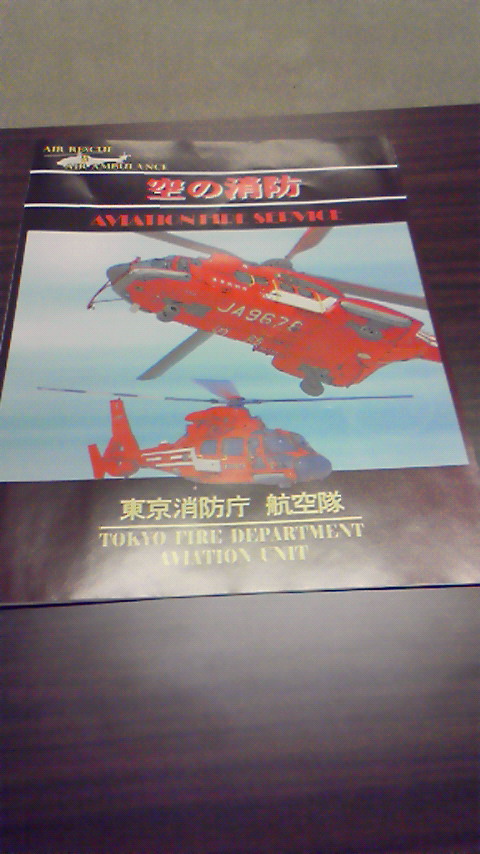 AIR RESCUE
&
AIR AMBULANCE
空の消防
AVIATION FIRE SERVICE
JA9678
東京消防庁 航空隊
TOKYO FIRE DEPARTMENT
AVIATION UNIT